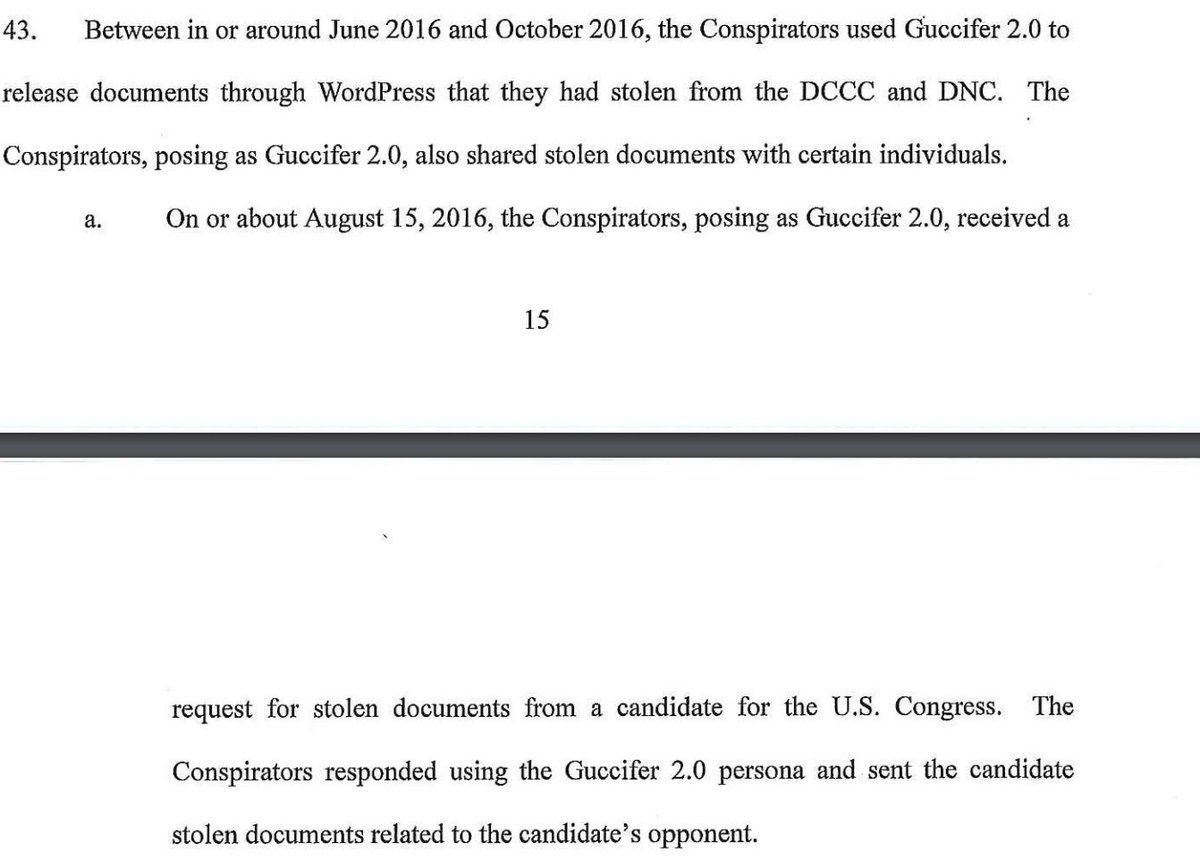 43. Between in or around June 2016 and October 2016, the Conspirators used Guccifer 2.0 to
release documents through WordPress that they had stolen from the DCCC and DNC. The
Conspirators, posing as Guccifer 2.0, also shared stolen documents with certain individuals.
a. On or about August 15, 2016, the Conspirators, posing as Guccifer 2.0, received a
15
request for stolen documents from a candidate for the U.S. Congress. The
Conspirators responded using the Guccifer 2.0 persona and sent the candidate
stolen documents related to the candidate's opponent.